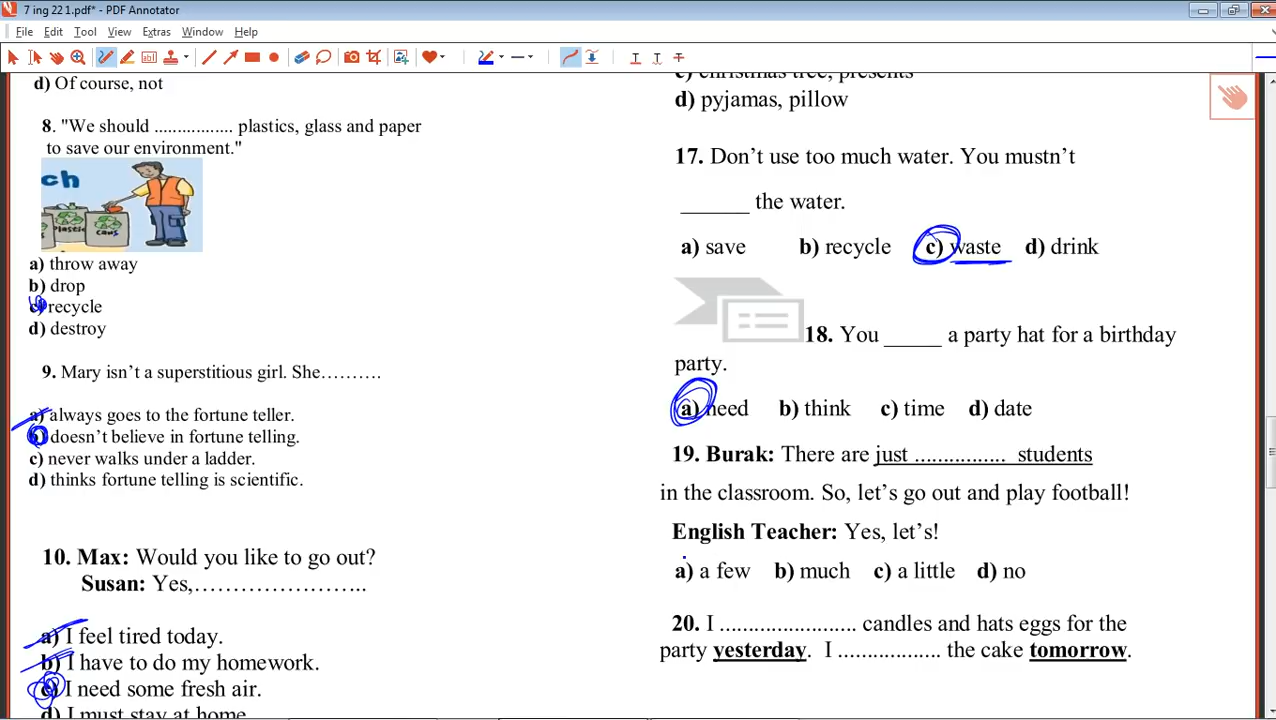 7 ing 22 1.pdf* - PDF Annotator
File Edit Tool View Extras Window Help
d) Of course, not
8. "We should ................. plastics, glass and paper
to save our environment."
ch
Plastic
Cans
a) throw away
b) drop
c) recycle
d) destroy
9. Mary isn’t a superstitious girl. She……….
a) always goes to the fortune teller.
b) doesn’t believe in fortune telling.
c) never walks under a ladder.
d) thinks fortune telling is scientific.
10. Max: Would you like to go out?
Susan: Yes,…………………..
a) I feel tired today.
b) I have to do my homework.
c) I need some fresh air.
d) I must stay at home
c) christmas tree, presents
d) pyjamas, pillow
17. Don’t use too much water. You mustn’t
______ the water.
a) save b) recycle c) waste d) drink
18. You _____ a party hat for a birthday
party.
a) need b) think c) time d) date
19. Burak: There are just ................ students
in the classroom. So, let’s go out and play football!
English Teacher: Yes, let’s!
a) a few b) much c) a little d) no
20. I ........................ candles and hats eggs for the
party yesterday. I .................. the cake tomorrow.